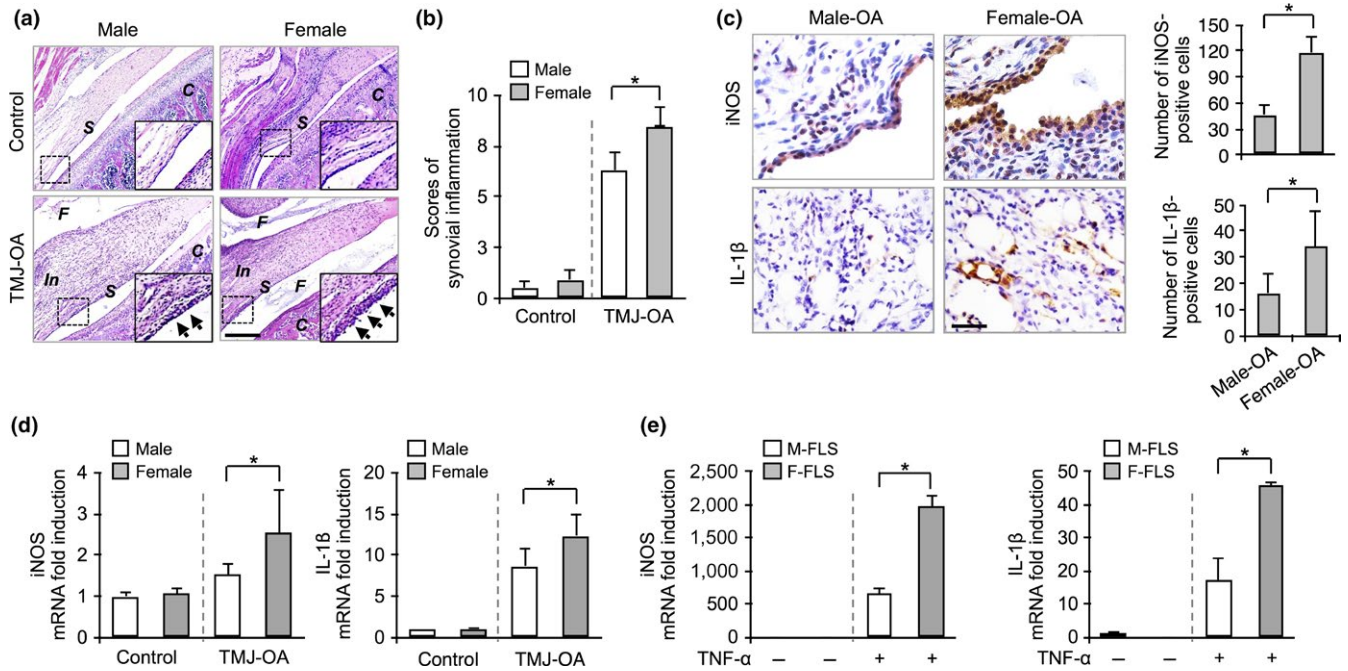 (a)
Male
Female
Control
TMJ-OA
C
S
C
S
F
In
S
C
F
In
S
F
C
(b)
Male
Female
*
Scores of
synovial inflammation
10
8
5
3
0
Control
TMJ-OA
(c)
Male-OA
Female-OA
iNOS
IL-1β
*
Number of iNOS-
positive cells
150
120
90
60
30
0
*
Number of IL-1β-
positive cells
50
40
30
20
10
0
Male-OA
Female-OA
(d)
Male
Female
*
iNOS
mRNA fold induction
4
3
2
1
0
Control
TMJ-OA
Male
Female
*
IL-1β
mRNA fold induction
20
15
10
5
0
Control
TMJ-OA
(e)
M-FLS
F-FLS
*
iNOS
mRNA fold induction
2,500
2,000
1,500
1,000
500
0
TNF-α – – + +
M-FLS
F-FLS
*
IL-1β
mRNA fold induction
50
40
30
20
10
0
TNF-α – – + +